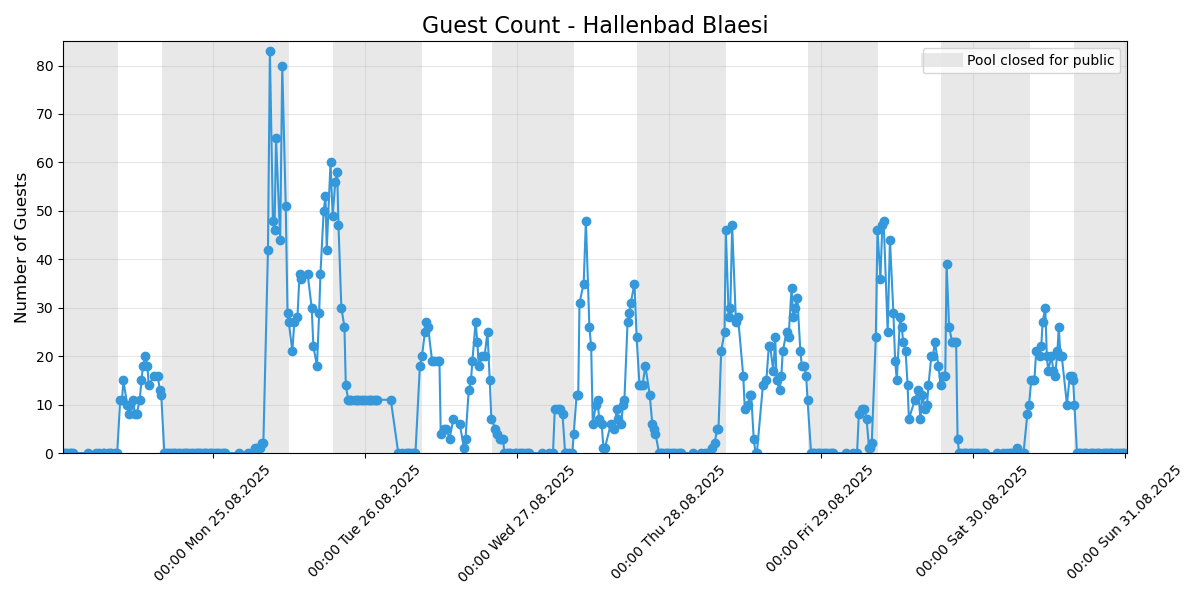 Guest Count - Hallenbad Blaesi
Pool closed for public
Number of Guests
80
70
60
50
40
30
20
10
0
00:00 Mon 25.08.2025
00:00 Tue 26.08.2025
00:00 Wed 27.08.2025
00:00 Thu 28.08.2025
00:00 Fri 29.08.2025
00:00 Sat 30.08.2025
00:00 Sun 31.08.2025